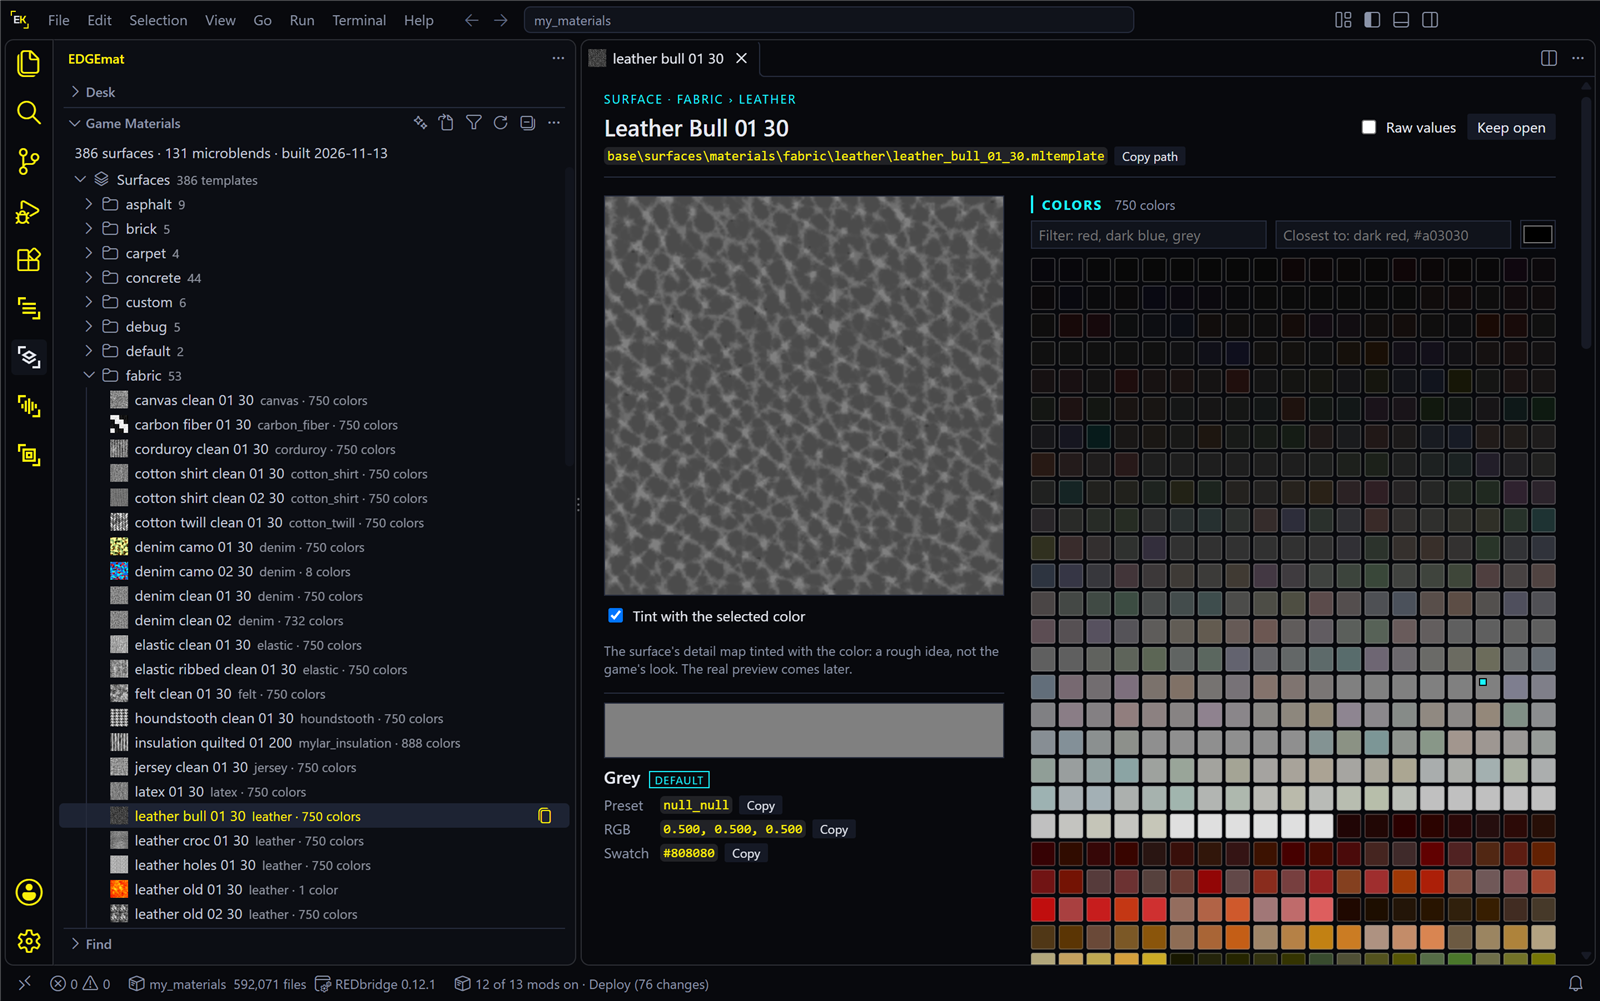 EK File Edit Selection View Go Run Terminal Help my_materials
EDGEmat
Desk
Game Materials
386 surfaces · 131 microblends · built 2026-11-13
Surfaces 386 templates
asphalt 9
brick 5
carpet 4
concrete 44
custom 6
debug 5
default 2
fabric 53
canvas clean 01 30 canvas · 750 colors
carbon fiber 01 30 carbon_fiber · 750 colors
corduroy clean 01 30 corduroy · 750 colors
cotton shirt clean 01 30 cotton_shirt · 750 colors
cotton shirt clean 02 30 cotton_shirt · 750 colors
cotton twill clean 01 30 cotton_twill · 750 colors
denim camo 01 30 denim · 750 colors
denim camo 02 30 denim · 8 colors
denim clean 01 30 denim · 750 colors
denim clean 02 denim · 732 colors
elastic clean 01 30 elastic · 750 colors
elastic ribbed clean 01 30 elastic · 750 colors
felt clean 01 30 felt · 750 colors
houndstooth clean 01 30 houndstooth · 750 colors
insulation quilted 01 200 mylar_insulation · 888 colors
jersey clean 01 30 jersey · 750 colors
latex 01 30 latex · 750 colors
leather bull 01 30 leather · 750 colors
leather croc 01 30 leather · 750 colors
leather holes 01 30 leather · 750 colors
leather old 01 30 leather · 1 color
leather old 02 30 leather · 750 colors
Find
leather bull 01 30
SURFACE · FABRIC › LEATHER
Leather Bull 01 30
Raw values Keep open
base\surfaces\materials\fabric\leather\leather_bull_01_30.mltemplate Copy path
Tint with the selected color
The surface's detail map tinted with the color: a rough idea, not the
game's look. The real preview comes later.
Grey DEFAULT
Preset null_null Copy
RGB 0.500, 0.500, 0.500 Copy
Swatch #808080 Copy
COLORS 750 colors
Filter: red, dark blue, grey Closest to: dark red, #a03030
0 0 my_materials 592,071 files REDbridge 0.12.1 12 of 13 mods on · Deploy (76 changes)